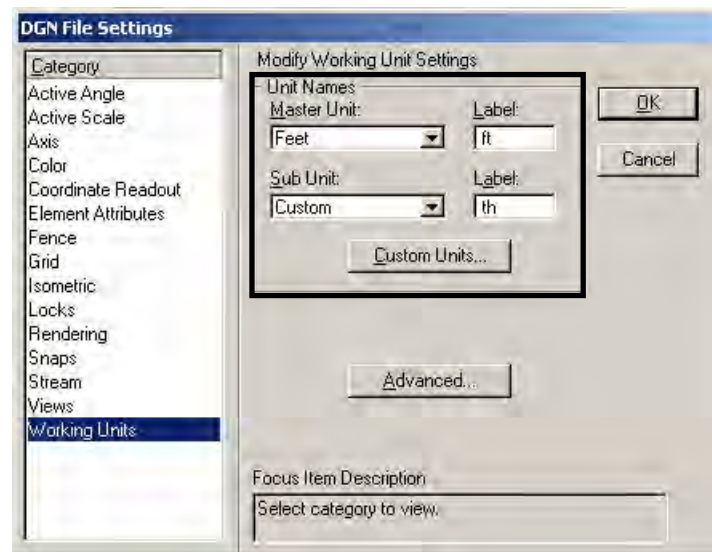 DGN File Settings
Category
Active Angle
Active Scale
Axis
Color
Coordinate Readout
Element Attributes
Fence
Grid
Isometric
Locks
Rendering
Snaps
Stream
Views
Working Units
Modify Working Unit Settings
Unit Names
Master Unit: Label:
Feet ft
Sub Unit: Label:
Custom th
Custom Units...
Advanced...
OK
Cancel
Focus Item Description
Select category to view.